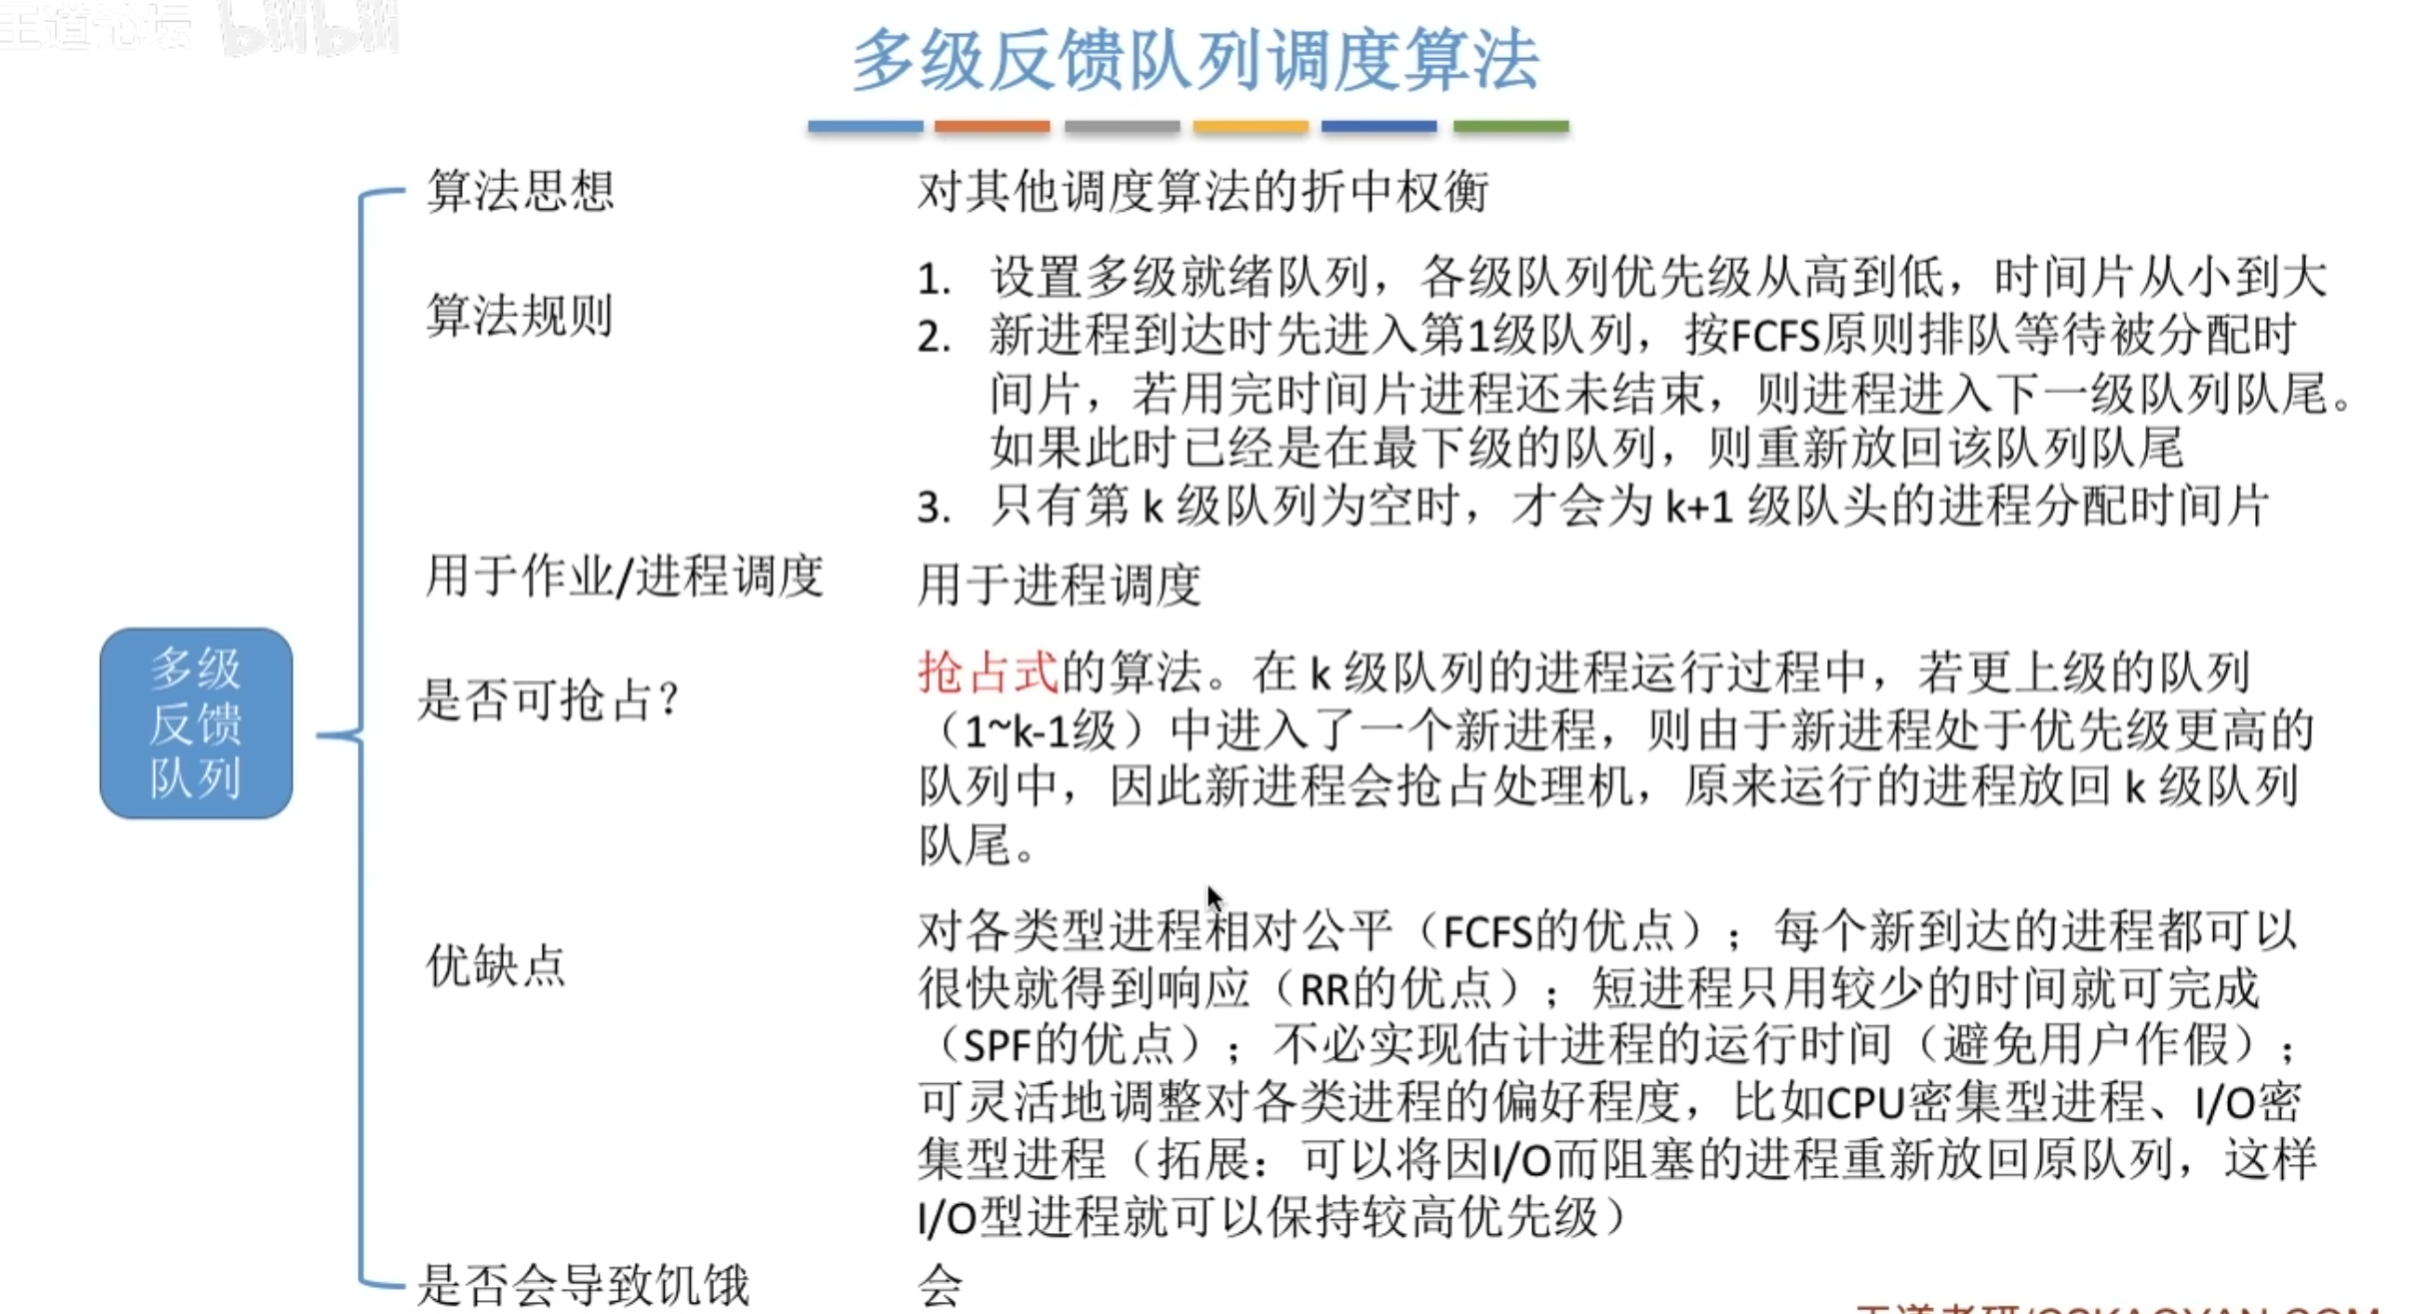 王道论坛 bilibili
多级反馈队列调度算法
算法思想
对其他调度算法的折中权衡
算法规则
1. 设置多级就绪队列，各级队列优先级从高到低，时间片从小到大
2. 新进程到达时先进入第1级队列，按FCFS原则排队等待被分配时
间片，若用完时间片进程还未结束，则进程进入下一级队列队尾。
如果此时已经是在最下级的队列，则重新放回该队列队尾
3. 只有第 k 级队列为空时，才会为 k+1 级队头的进程分配时间片
用于作业/进程调度
用于进程调度
多级
反馈
队列
是否可抢占？
抢占式的算法。在 k 级队列的进程运行过程中，若更上级的队列
（1~k-1级）中进入了一个新进程，则由于新进程处于优先级更高的
队列中，因此新进程会抢占处理机，原来运行的进程放回 k 级队列
队尾。
优缺点
对各类型进程相对公平（FCFS的优点）；每个新到达的进程都可以
很快就得到响应（RR的优点）；短进程只用较少的时间就可完成
（SPF的优点）；不必实现估计进程的运行时间（避免用户作假）；
可灵活地调整对各类进程的偏好程度，比如CPU密集型进程、I/O密
集型进程（拓展：可以将因I/O而阻塞的进程重新放回原队列，这样
I/O型进程就可以保持较高优先级）
是否会导致饥饿
会